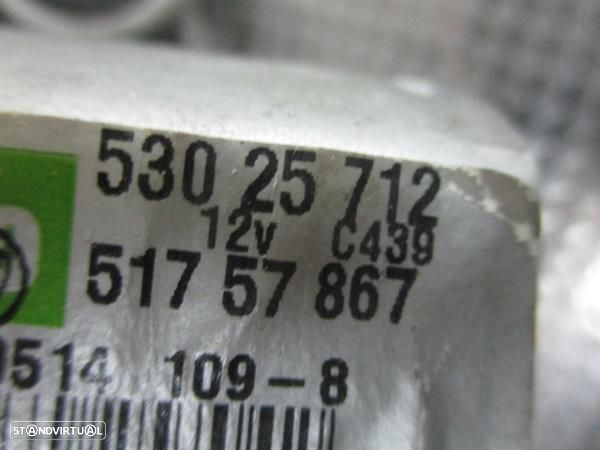 530 25 712
12v C439
517 57 867
0514 109-8
STANDVIRTUAL